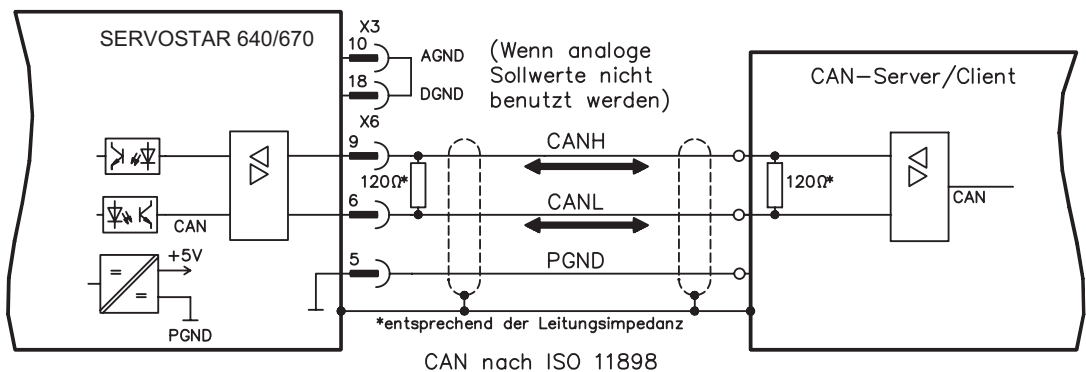 SERVOSTAR 640/670
X3
10
AGND
18
DGND
(Wenn analoge
Sollwerte nicht
benutzt werden)
CAN-Server/Client
X6
9
CANH
120Ω*
120Ω*
6
CANL
CAN
CAN
+5V
5
PGND
=
=
PGND
*entsprechend der Leitungsimpedanz
CAN nach ISO 11898